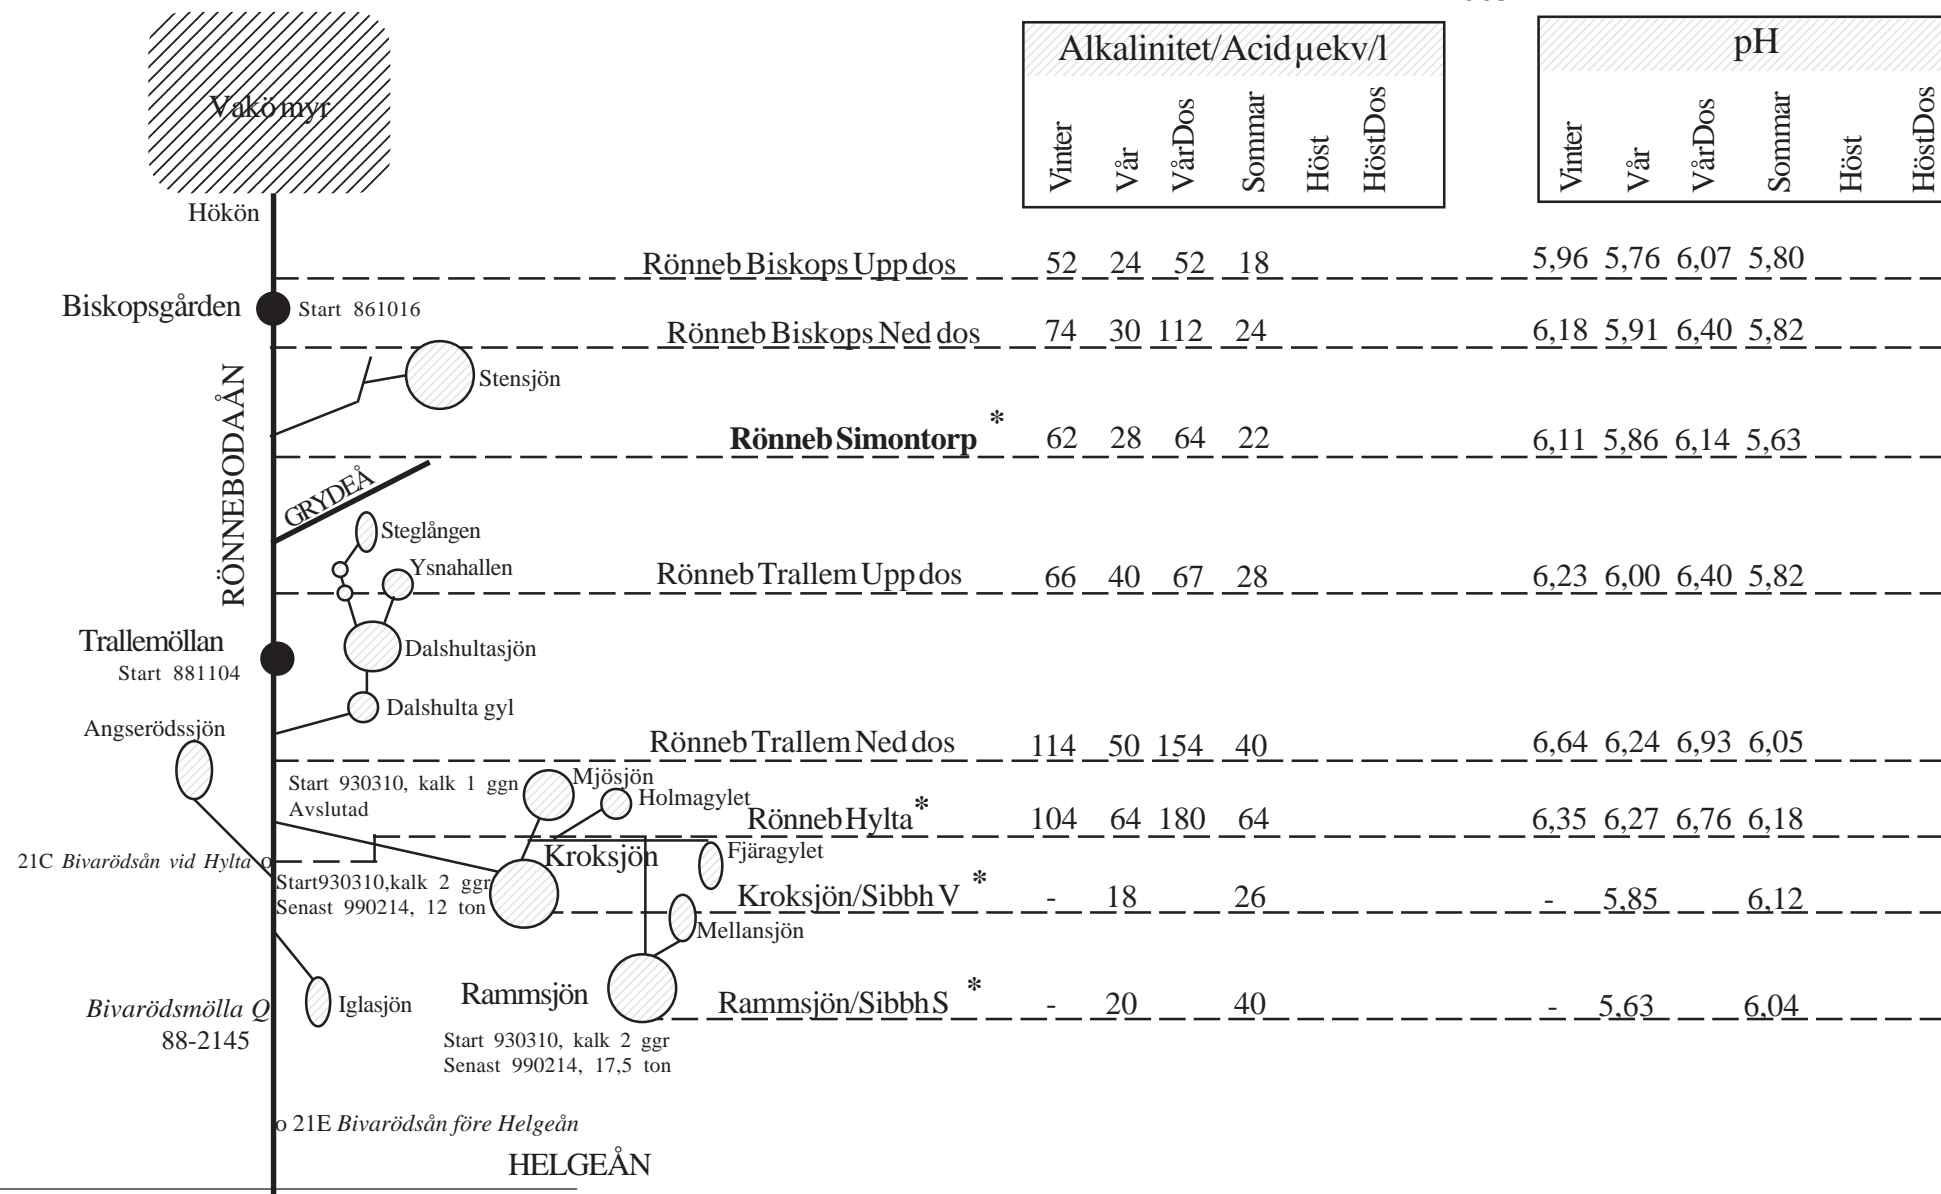 Alkalinitet/Acid µekv/l
pH
Vinter Vår VårDos Sommar Höst HöstDos
Vinter Vår VårDos Sommar Höst HöstDos
Vakö myr
Hökön
Rönneb Biskops Upp dos 52 24 52 18 5,96 5,76 6,07 5,80
Biskopsgården Start 861016
Rönneb Biskops Ned dos 74 30 112 24 6,18 5,91 6,40 5,82
Stensjön
RÖNNEBODAÅN
Rönneb Simontorp * 62 28 64 22 6,11 5,86 6,14 5,63
GRYDEÅ
Steglången
Ysnahallen
Rönneb Trallem Upp dos 66 40 67 28 6,23 6,00 6,40 5,82
Trallemöllan
Start 881104
Dalshultasjön
Dalshulta gyl
Angserödssjön
Rönneb Trallem Ned dos 114 50 154 40 6,64 6,24 6,93 6,05
Start 930310, kalk 1 ggn
Avslutad
Mjösjön
Holmagylet
Rönneb Hylta * 104 64 180 64 6,35 6,27 6,76 6,18
21C Bivarödsån vid Hylta o
Kroksjön
Fjäragylet
Start930310,kalk 2 ggr
Senast 990214, 12 ton
Kroksjön/Sibbh V * - 18 26 - 5,85 6,12
Mellansjön
Bivarödsmölla Q
88-2145
Iglasjön
Rammsjön
Rammsjön/Sibbh S * - 20 40 - 5,63 6,04
Start 930310, kalk 2 ggr
Senast 990214, 17,5 ton
o 21E Bivarödsån före Helgeån
HELGEÅN